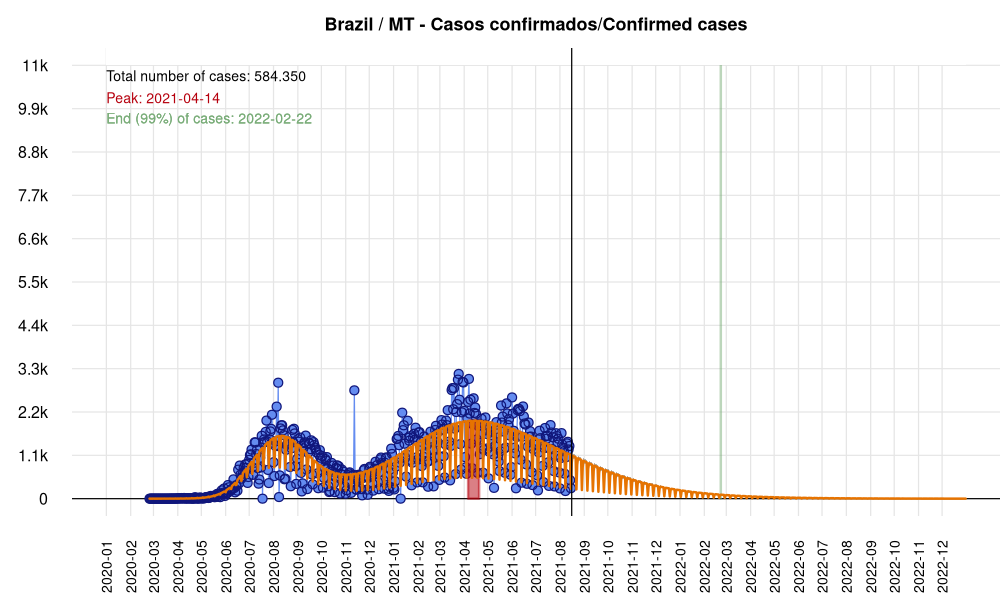 Brazil / MT - Casos confirmados/Confirmed cases
Total number of cases: 584.350
Peak: 2021-04-14
End (99%) of cases: 2022-02-22
11k
9.9k
8.8k
7.7k
6.6k
5.5k
4.4k
3.3k
2.2k
1.1k
0
2020-01
2020-02
2020-03
2020-04
2020-05
2020-06
2020-07
2020-08
2020-09
2020-10
2020-11
2020-12
2021-01
2021-02
2021-03
2021-04
2021-05
2021-06
2021-07
2021-08
2021-09
2021-10
2021-11
2021-12
2022-01
2022-02
2022-03
2022-04
2022-05
2022-06
2022-07
2022-08
2022-09
2022-10
2022-11
2022-12